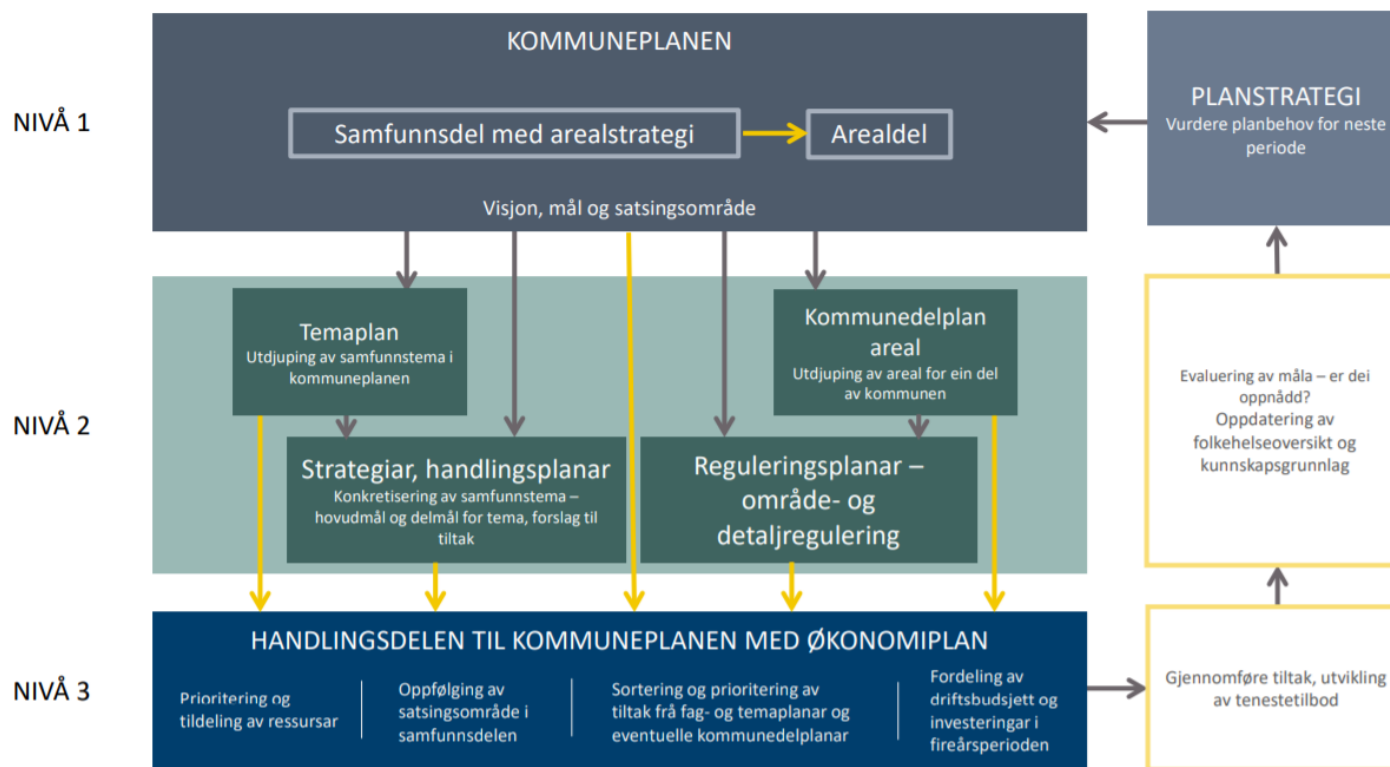 KOMMUNEPLANEN
NIVÅ 1
Samfunnsdel med arealstrategi
Arealdel
Visjon, mål og satsingsområde
PLANSTRATEGI
Vurdere planbehov for neste
periode
NIVÅ 2
Temaplan
Utdjuping av samfunnstema i
kommuneplanen
Kommunedelplan
areal
Utdjuping av areal for ein del
av kommunen
Strategiar, handlingsplanar
Konkretisering av samfunnstema –
hovudmål og delmål for tema, forslag til
tiltak
Reguleringsplanar –
område- og
detaljregulering
Evaluering av måla – er dei
oppnådd?
Oppdatering av
folkehelseoversikt og
kunnskapsgrunnlag
NIVÅ 3
HANDLINGSDELEN TIL KOMMUNEPLANEN MED ØKONOMIPLAN
Prioritering og
tildeling av ressursar
Oppfølging av
satsingsområde i
samfunnsdelen
Sortering og prioritering av
tiltak frå fag- og temaplanar og
eventuelle kommunedelplanar
Fordeling av
driftsbudsjett og
investeringar i
fireårsperioden
Gjennomføre tiltak, utvikling
av tenestetilbod